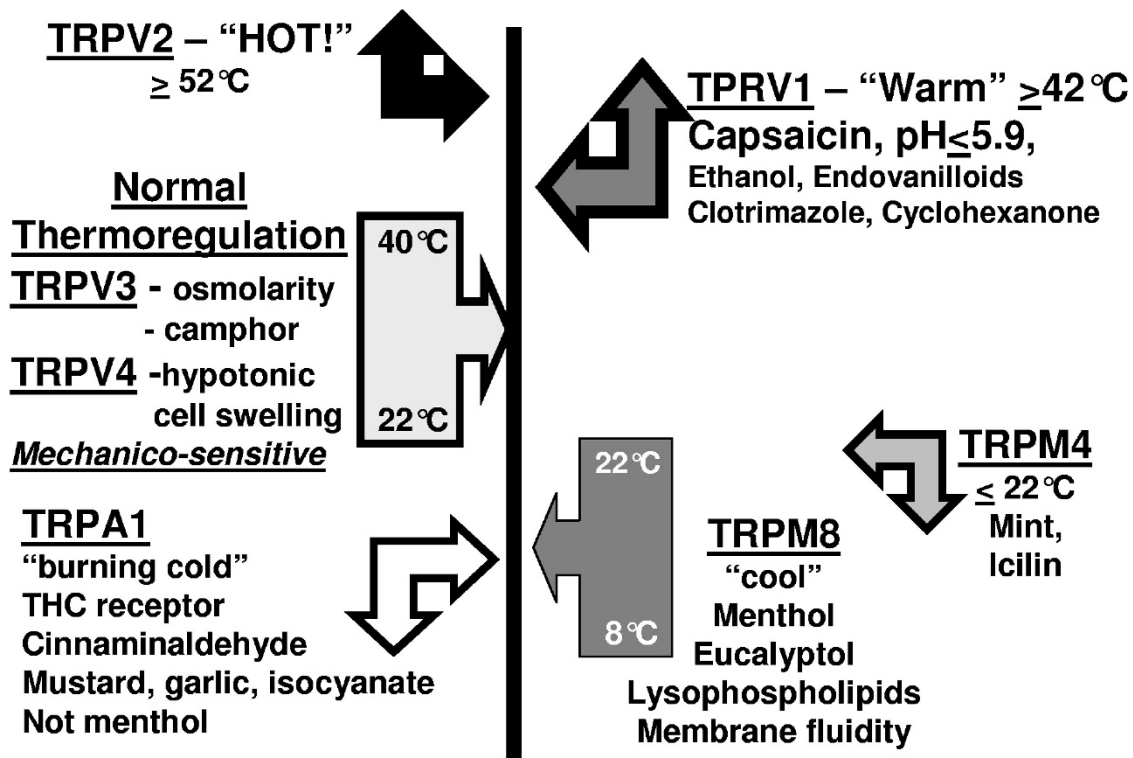 TRPV2 – “HOT!”
≥ 52°C
TPRV1 – “Warm” ≥42°C
Capsaicin, pH≤5.9,
Ethanol, Endovanilloids
Clotrimazole, Cyclohexanone
Normal
Thermoregulation
TRPV3 - osmolarity
- camphor
TRPV4 -hypotonic
cell swelling
Mechanico-sensitive
40°C
22°C
TRPA1
“burning cold”
THC receptor
Cinnaminaldehyde
Mustard, garlic, isocyanate
Not menthol
22°C
8°C
TRPM8
“cool”
Menthol
Eucalyptol
Lysophospholipids
Membrane fluidity
TRPM4
≤ 22°C
Mint,
Icilin